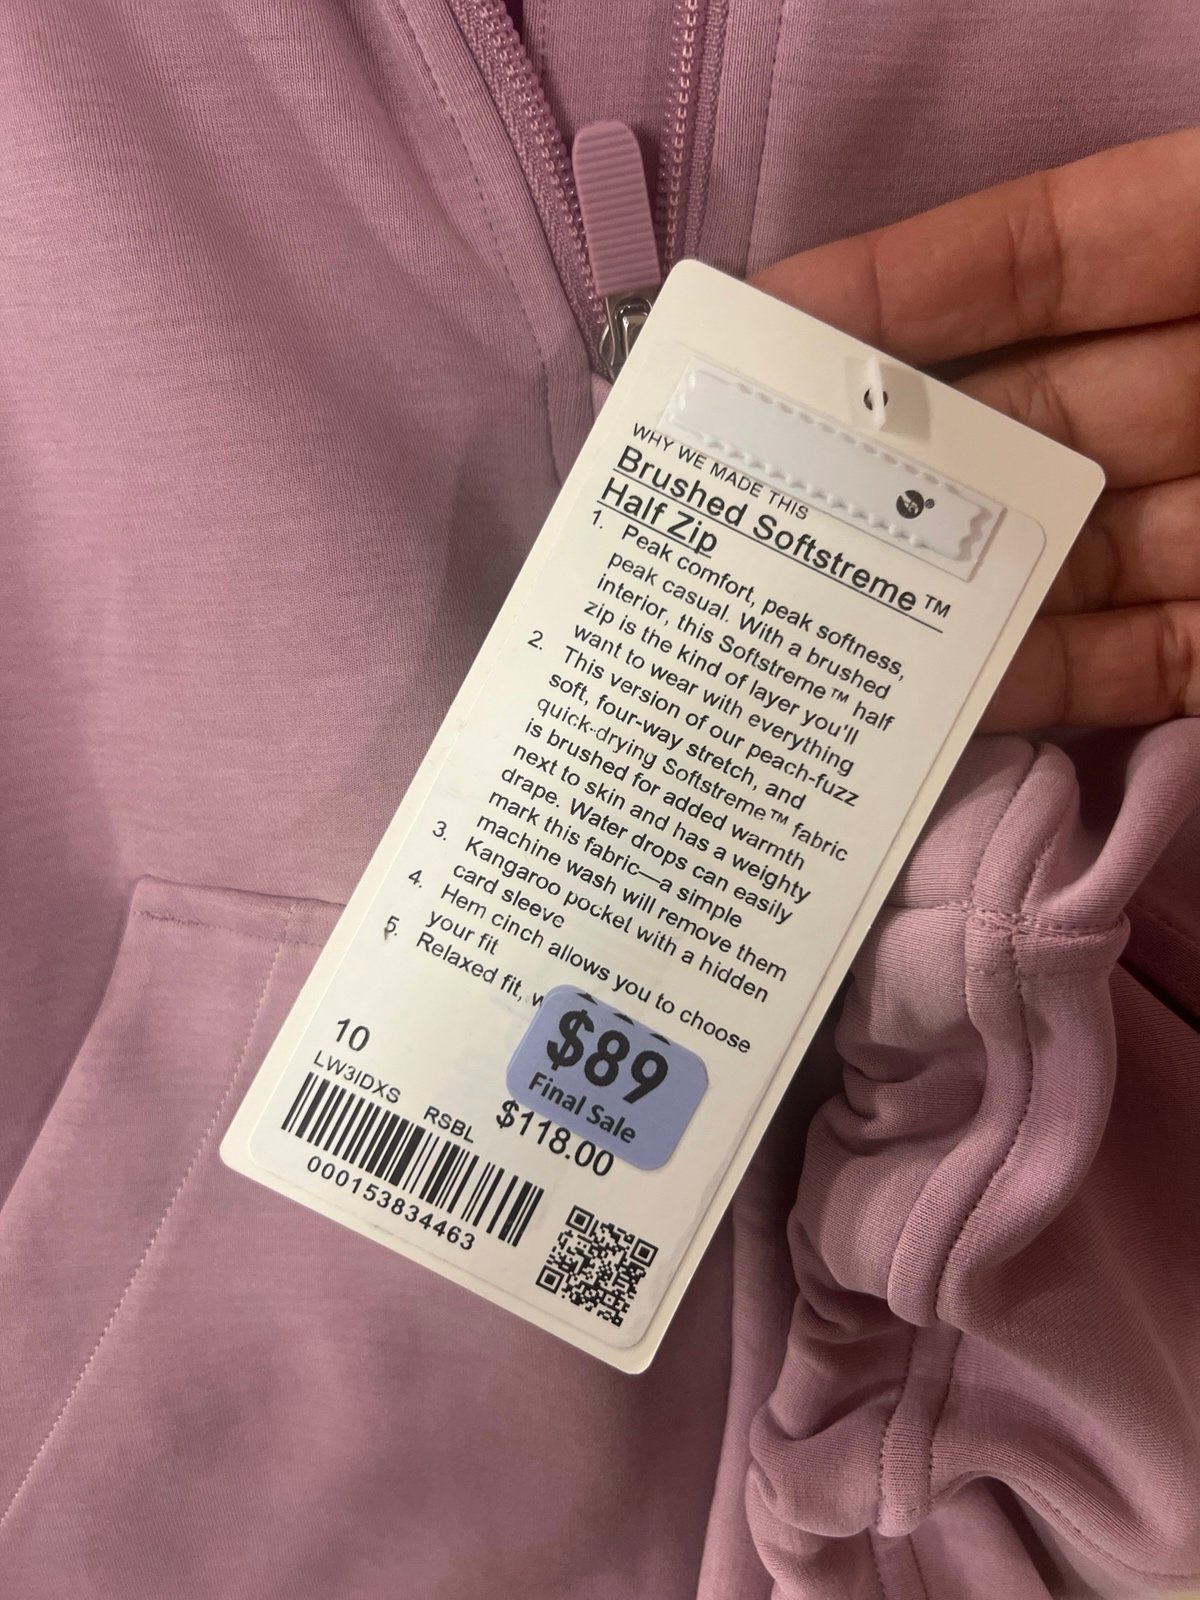 WHY WE MADE THIS
Brushed Softstreme™
Half Zip
1. Peak comfort, peak softness,
peak casual. With a brushed
interior, this Softstreme™ half
zip is the kind of layer you'll
want to wear with everything
2. This version of our peach-fuzz
soft, four-way stretch, and
quick-drying Softstreme™ fabric
is brushed for added warmth
next to skin and has a weighty
drape. Water drops can easily
mark this fabric—a simple
machine wash will remove them
3. Kangaroo pocket with a hidden
card sleeve
4. Hem cinch allows you to choose
your fit
5. Relaxed fit,
$89
Final Sale
10
LW3IDXS RSBL $118.00
000153834463